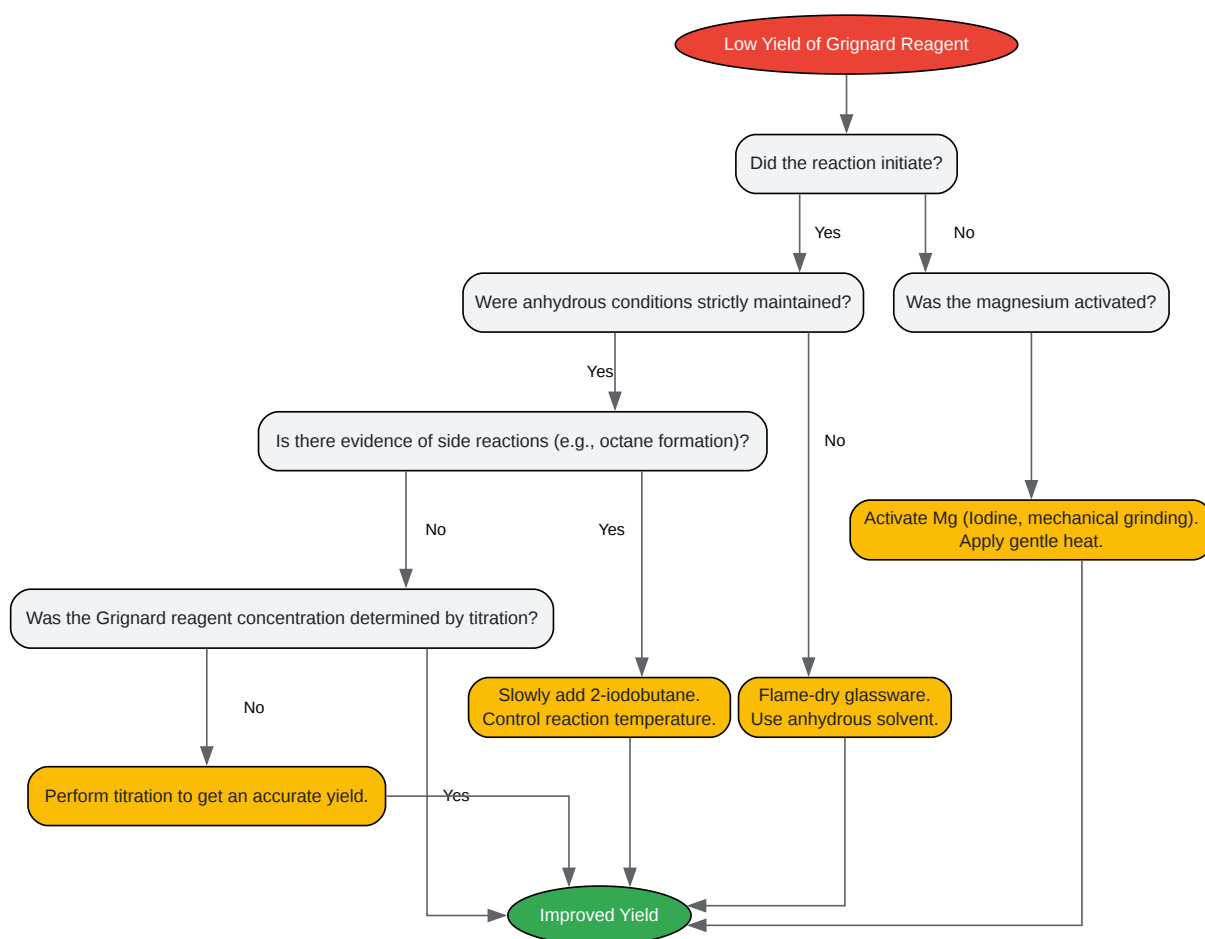 Low Yield of Grignard Reagent
Did the reaction initiate?
Yes
No
Were anhydrous conditions strictly maintained?
Was the magnesium activated?
Yes
No
Is there evidence of side reactions (e.g., octane formation)?
Activate Mg (Iodine, mechanical grinding).
Apply gentle heat.
No
Yes
Was the Grignard reagent concentration determined by titration?
Slowly add 2-iodobutane.
Control reaction temperature.
Flame-dry glassware.
Use anhydrous solvent.
No
Perform titration to get an accurate yield.
Yes
Improved Yield